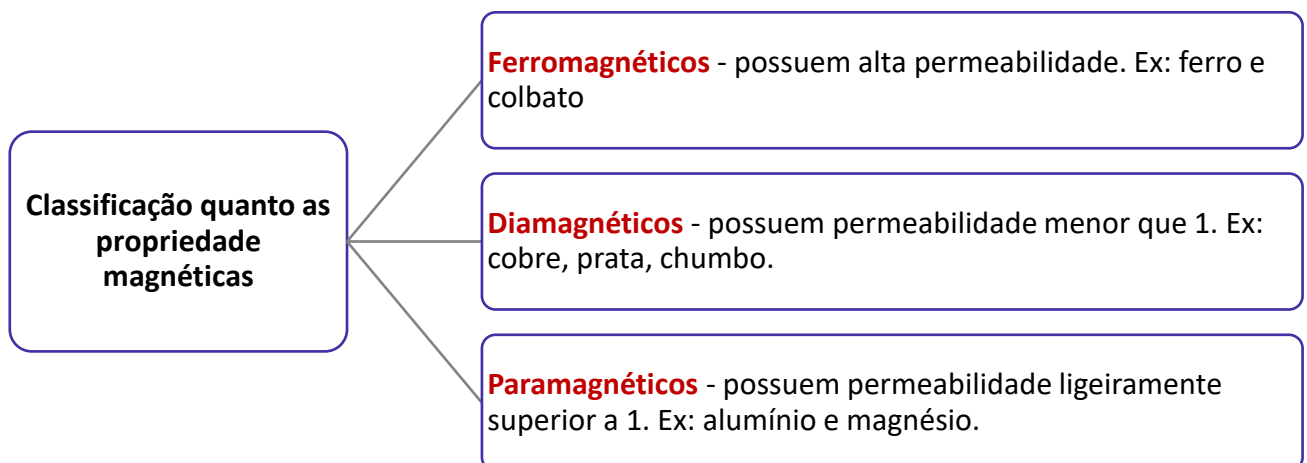 Classificação quanto as
propriedade
magnéticas
Ferromagnéticos - possuem alta permeabilidade. Ex: ferro e
colbato
Diamagnéticos - possuem permeabilidade menor que 1. Ex:
cobre, prata, chumbo.
Paramagnéticos - possuem permeabilidade ligeiramente
superior a 1. Ex: alumínio e magnésio.